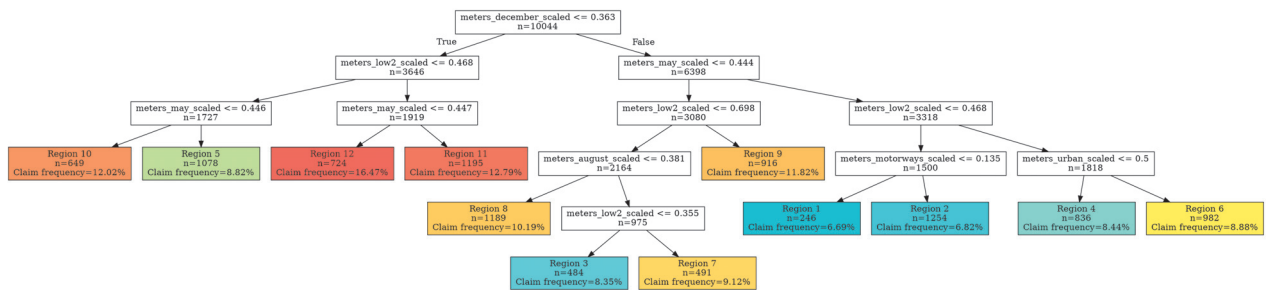 meters_december_scaled <= 0.363
n=10044
True
False
meters_low2_scaled <= 0.468
n=3646
meters_may_scaled <= 0.444
n=6398
meters_may_scaled <= 0.446
n=1727
meters_may_scaled <= 0.447
n=1919
meters_low2_scaled <= 0.698
n=3080
meters_low2_scaled <= 0.468
n=3318
Region 10
n=649
Claim frequency=12.02%
Region 5
n=1078
Claim frequency=8.82%
Region 12
n=724
Claim frequency=16.47%
Region 11
n=1195
Claim frequency=12.79%
meters_august_scaled <= 0.381
n=2164
Region 9
n=916
Claim frequency=11.82%
meters_motorways_scaled <= 0.135
n=1500
meters_urban_scaled <= 0.5
n=1818
Region 8
n=1189
Claim frequency=10.19%
meters_low2_scaled <= 0.355
n=975
Region 1
n=246
Claim frequency=6.69%
Region 2
n=1254
Claim frequency=6.82%
Region 4
n=836
Claim frequency=8.44%
Region 6
n=982
Claim frequency=8.88%
Region 3
n=484
Claim frequency=8.35%
Region 7
n=491
Claim frequency=9.12%